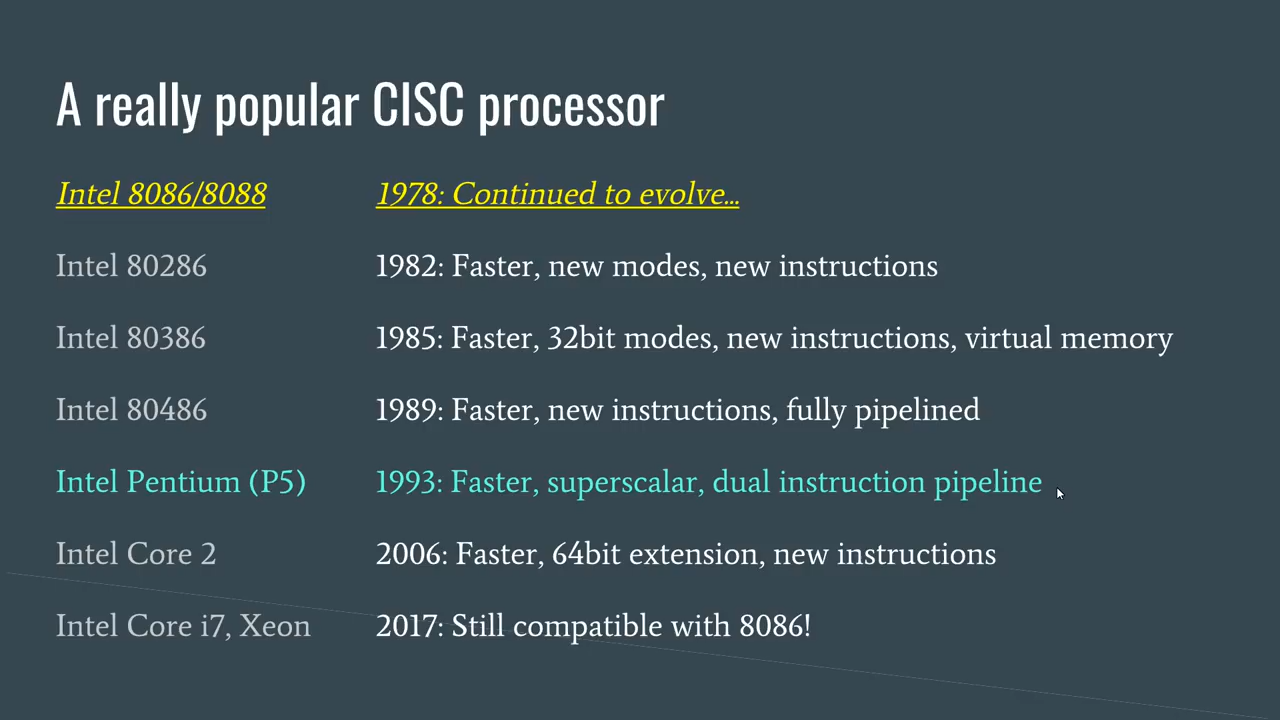 A really popular CISC processor
Intel 8086/8088 1978: Continued to evolve...
Intel 80286 1982: Faster, new modes, new instructions
Intel 80386 1985: Faster, 32bit modes, new instructions, virtual memory
Intel 80486 1989: Faster, new instructions, fully pipelined
Intel Pentium (P5) 1993: Faster, superscalar, dual instruction pipeline
Intel Core 2 2006: Faster, 64bit extension, new instructions
Intel Core i7, Xeon 2017: Still compatible with 8086!